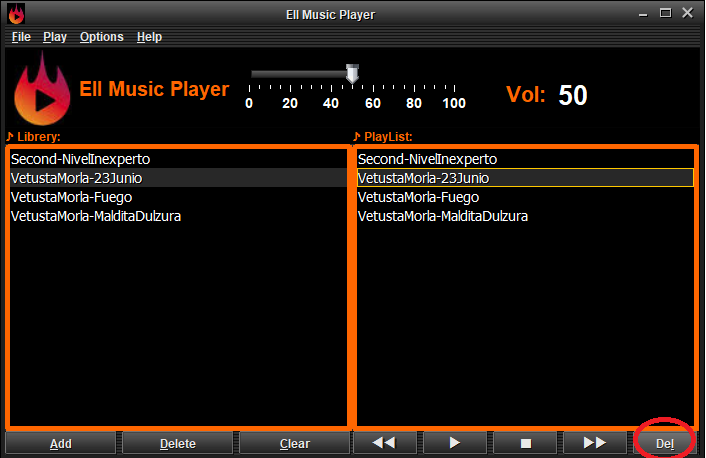 Ell Music Player
File Play Options Help
Ell Music Player
0 20 40 60 80 100
Vol: 50
♪ Librery:
♪ PlayList:
Second-NivelInexperto
VetustaMorla-23Junio
VetustaMorla-Fuego
VetustaMorla-MalditaDulzura
Second-NivelInexperto
VetustaMorla-23Junio
VetustaMorla-Fuego
VetustaMorla-MalditaDulzura
Add Delete Clear Del